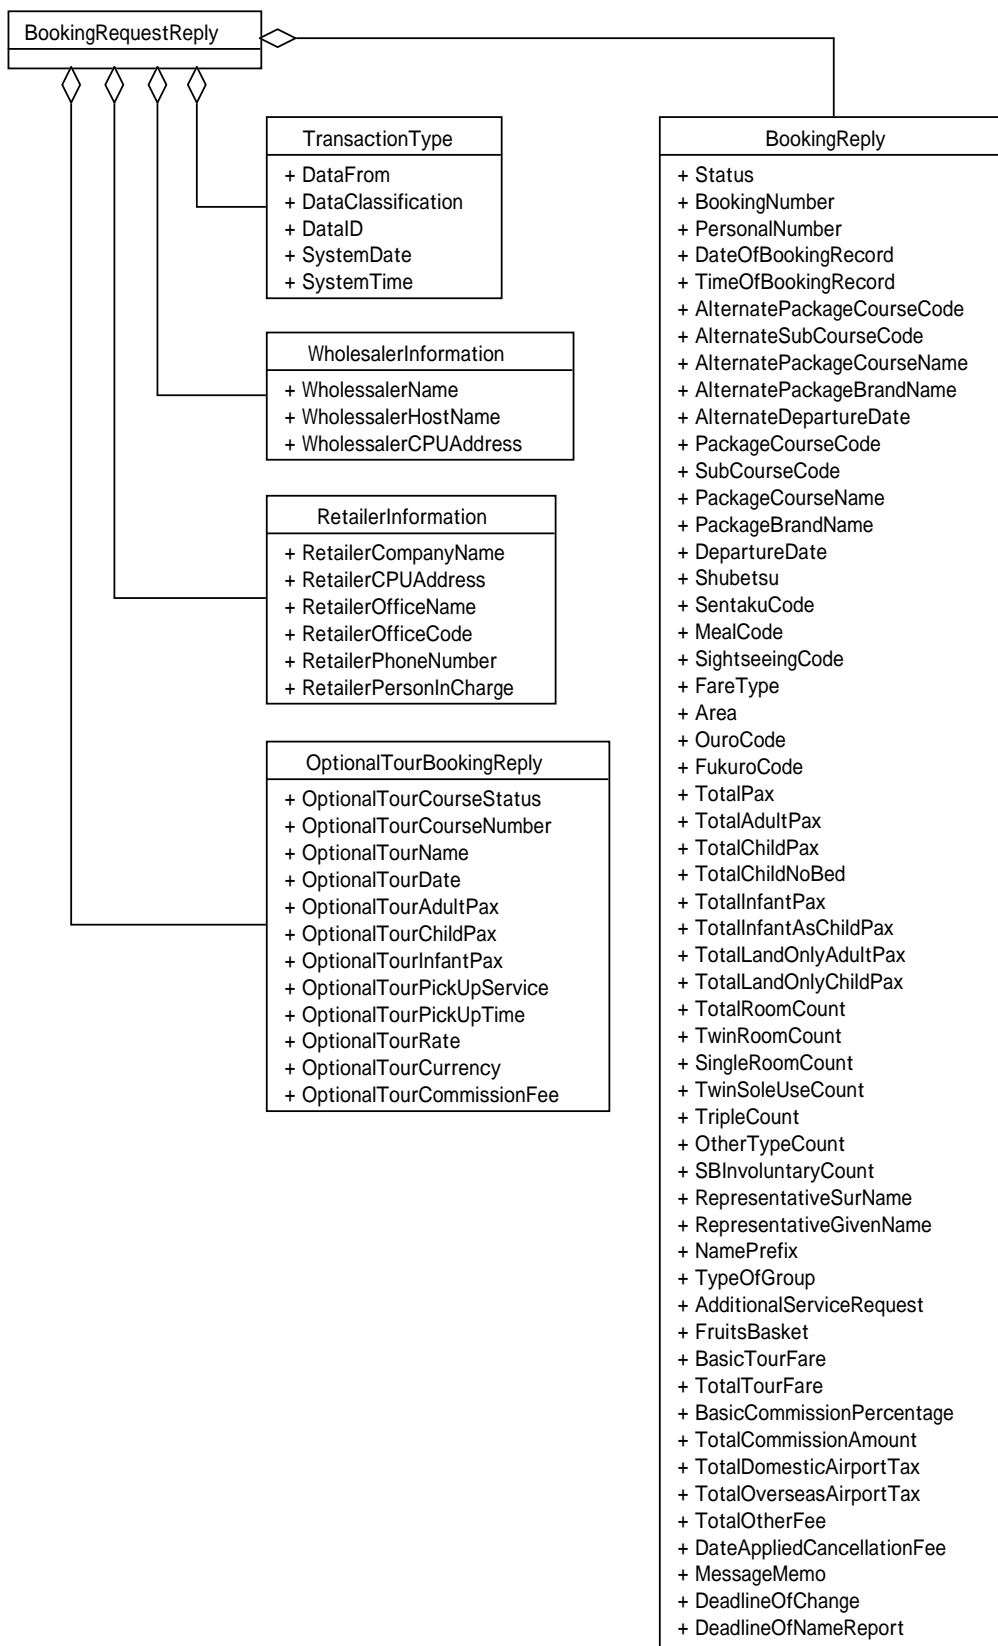 BookingRequestReply
TransactionType
+ DataFrom
+ DataClassification
+ DataID
+ SystemDate
+ SystemTime
WholesalerInformation
+ WholessalerName
+ WholessalerHostName
+ WholessalerCPUAddress
RetailerInformation
+ RetailerCompanyName
+ RetailerCPUAddress
+ RetailerOfficeName
+ RetailerOfficeCode
+ RetailerPhoneNumber
+ RetailerPersonInCharge
OptionalTourBookingReply
+ OptionalTourCourseStatus
+ OptionalTourCourseNumber
+ OptionalTourName
+ OptionalTourDate
+ OptionalTourAdultPax
+ OptionalTourChildPax
+ OptionalTourInfantPax
+ OptionalTourPickUpService
+ OptionalTourPickUpTime
+ OptionalTourRate
+ OptionalTourCurrency
+ OptionalTourCommissionFee
BookingReply
+ Status
+ BookingNumber
+ PersonalNumber
+ DateOfBookingRecord
+ TimeOfBookingRecord
+ AlternatePackageCourseCode
+ AlternateSubCourseCode
+ AlternatePackageCourseName
+ AlternatePackageBrandName
+ AlternateDepartureDate
+ PackageCourseCode
+ SubCourseCode
+ PackageCourseName
+ PackageBrandName
+ DepartureDate
+ Shubetsu
+ SentakuCode
+ MealCode
+ SightseeingCode
+ FareType
+ Area
+ OuroCode
+ FukuroCode
+ TotalPax
+ TotalAdultPax
+ TotalChildPax
+ TotalChildNoBed
+ TotalInfantPax
+ TotalInfantAsChildPax
+ TotalLandOnlyAdultPax
+ TotalLandOnlyChildPax
+ TotalRoomCount
+ TwinRoomCount
+ SingleRoomCount
+ TwinSoleUseCount
+ TripleCount
+ OtherTypeCount
+ SBInvoluntaryCount
+ RepresentativeSurName
+ RepresentativeGivenName
+ NamePrefix
+ TypeOfGroup
+ AdditionalServiceRequest
+ FruitsBasket
+ BasicTourFare
+ TotalTourFare
+ BasicCommissionPercentage
+ TotalCommissionAmount
+ TotalDomesticAirportTax
+ TotalOverseasAirportTax
+ TotalOtherFee
+ DateAppliedCancellationFee
+ MessageMemo
+ DeadlineOfChange
+ DeadlineOfNameReport